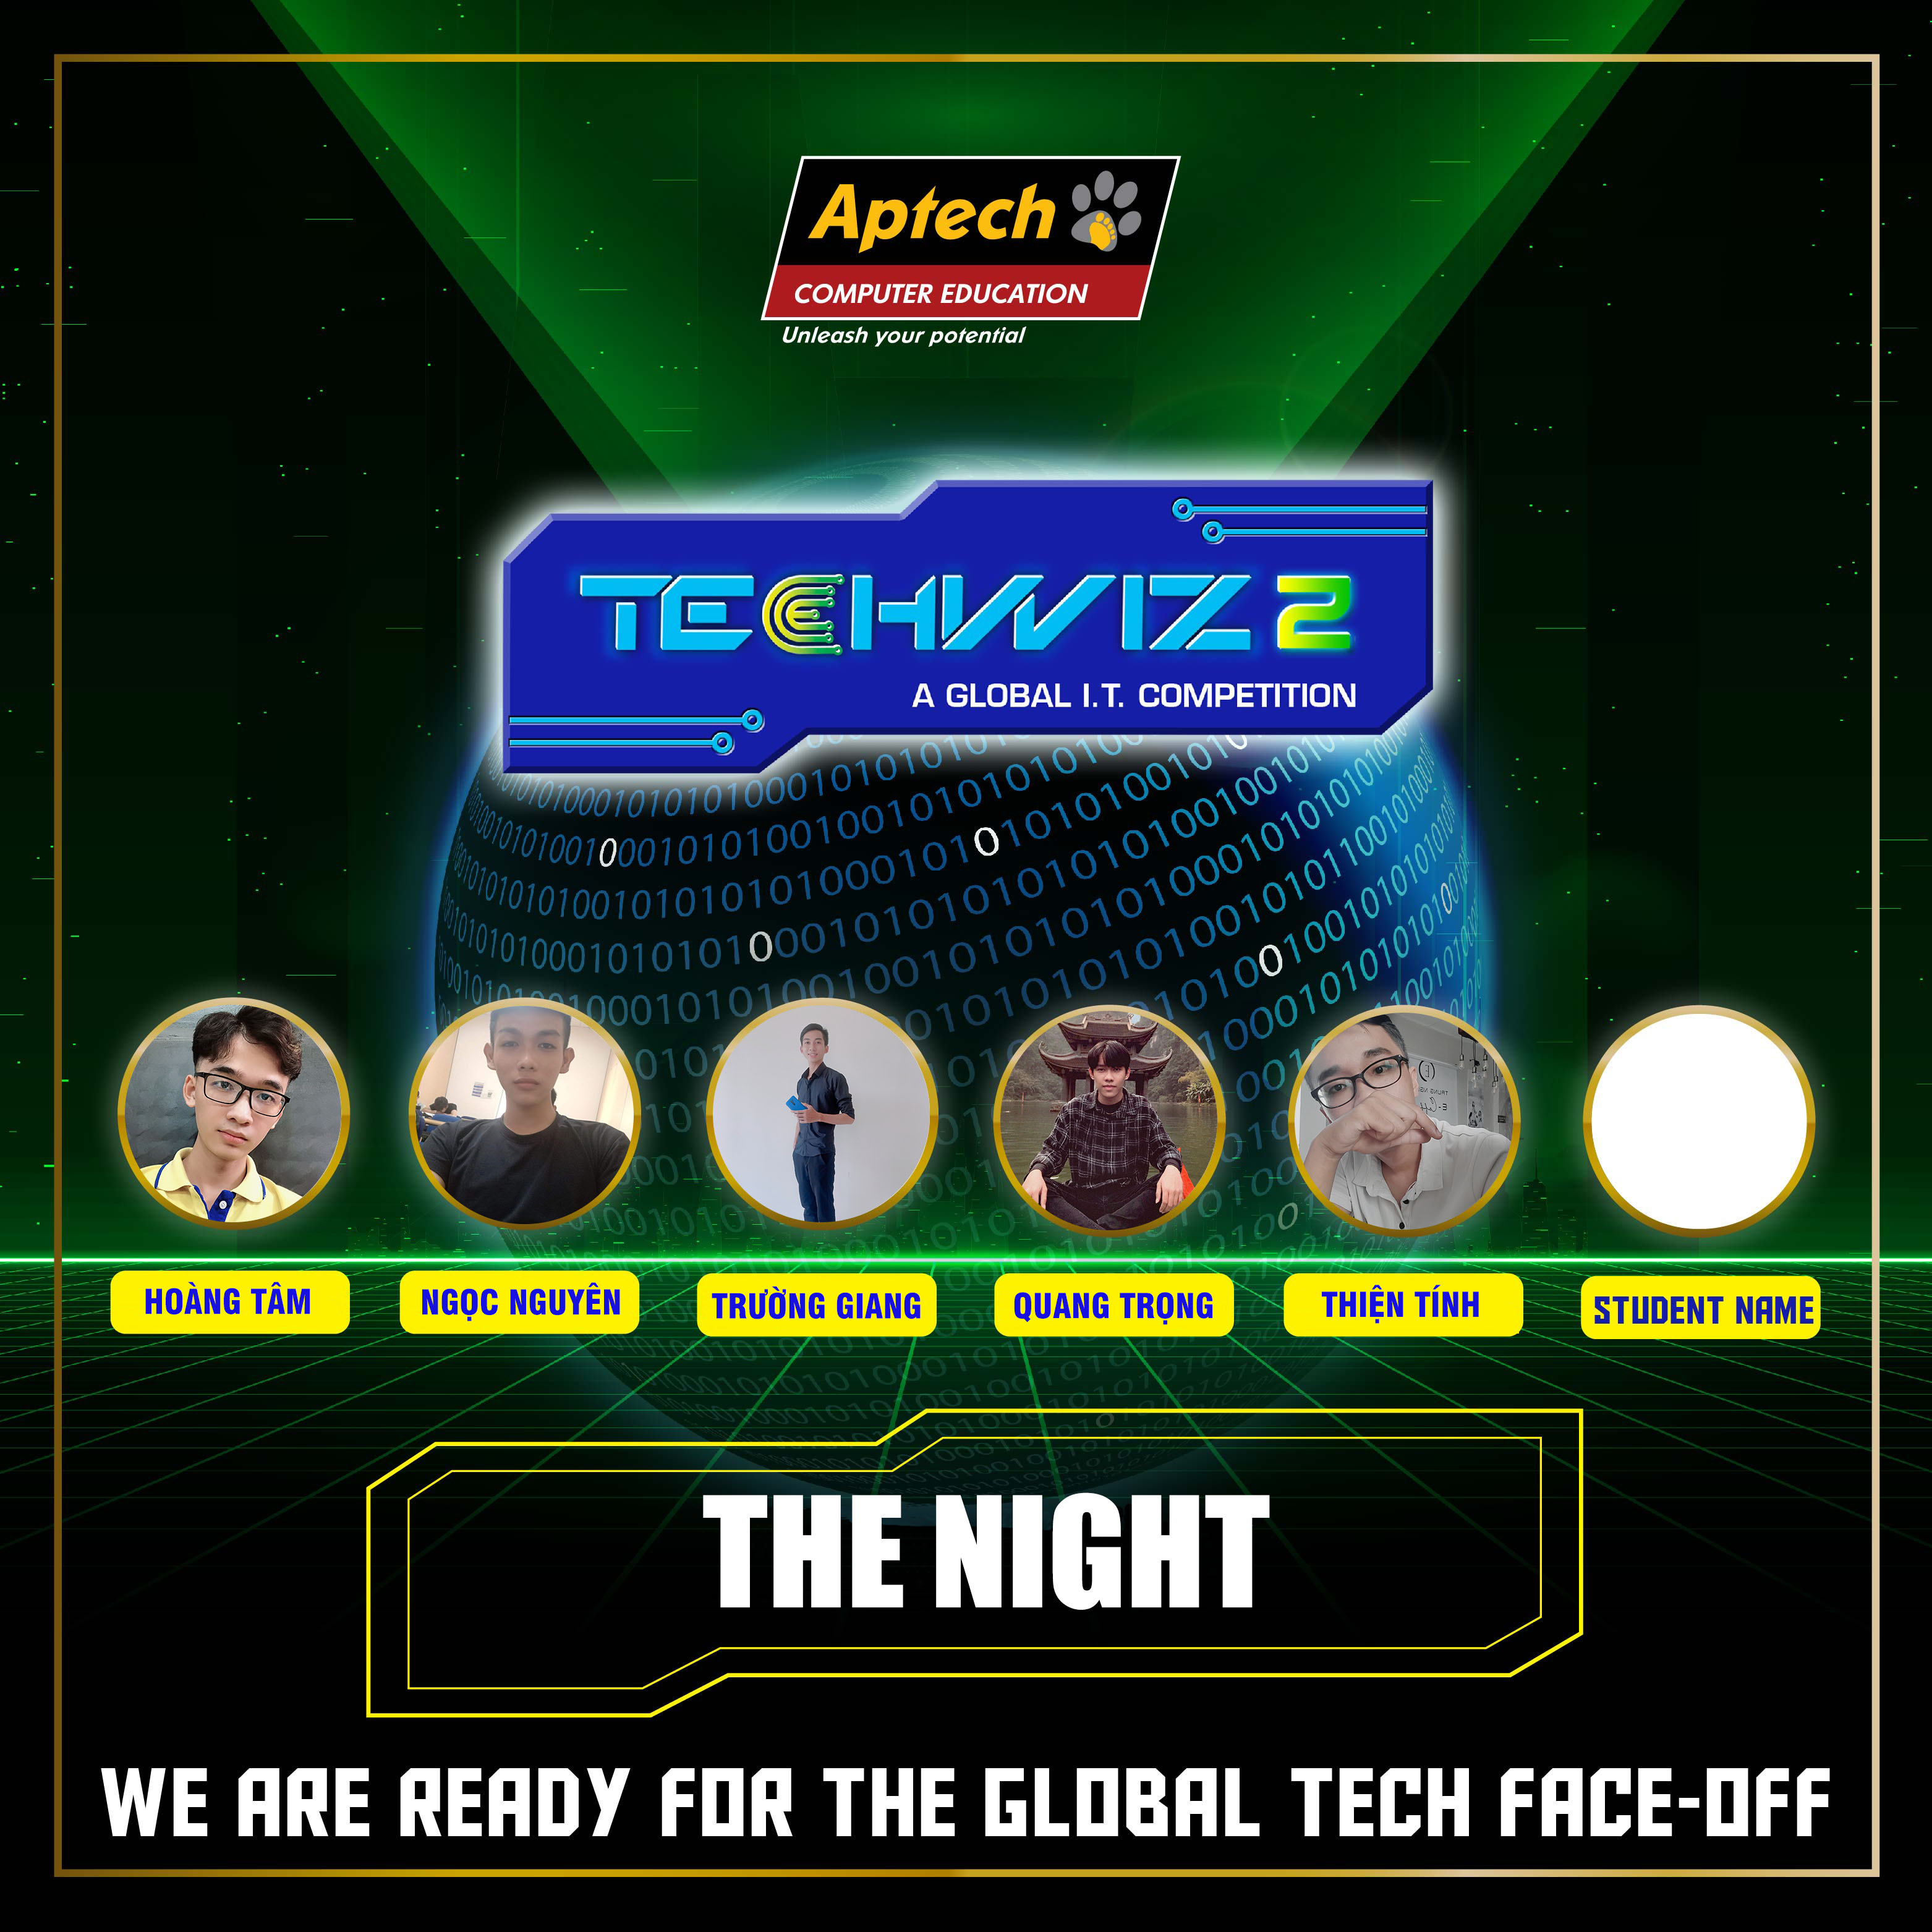 Aptech
COMPUTER EDUCATION
Unleash your potential
TECHWIZ 2
A GLOBAL I.T. COMPETITION
HOÀNG TÂM
NGỌC NGUYÊN
TRƯỜNG GIANG
QUANG TRỌNG
THIỆN TÍNH
STUDENT NAME
THE NIGHT
WE ARE READY FOR THE GLOBAL TECH FACE-OFF